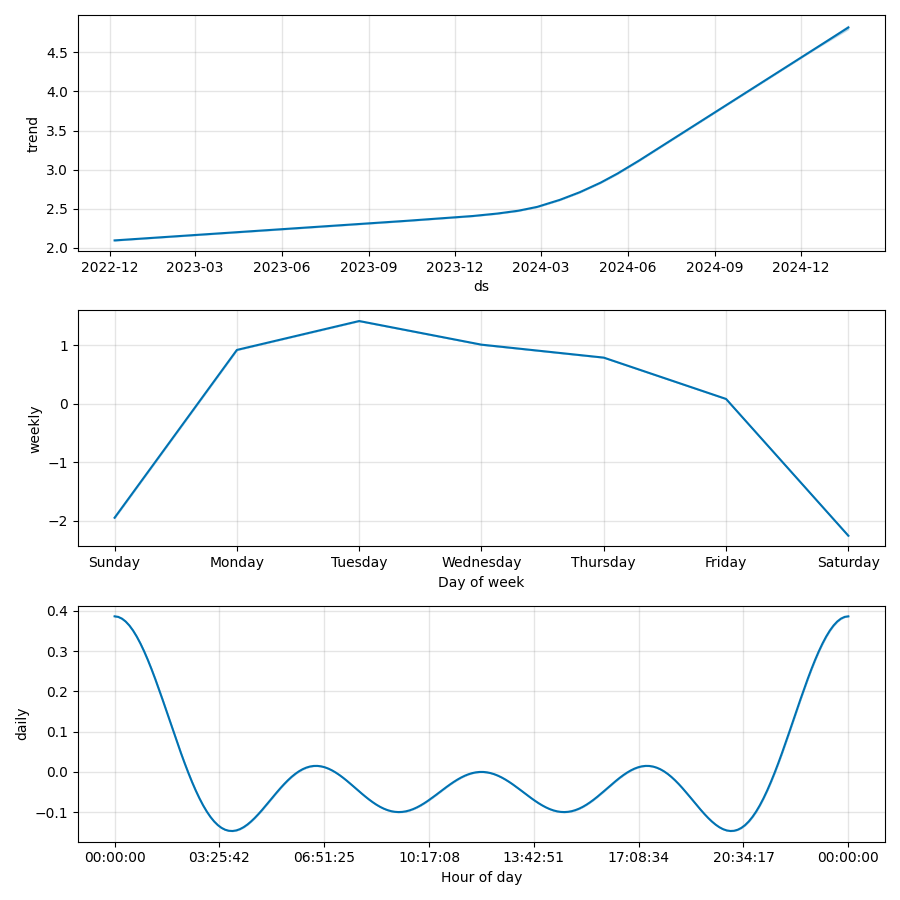 4.5
4.0
3.5
3.0
2.5
2.0
trend
2022-12 2023-03 2023-06 2023-09 2023-12 2024-03 2024-06 2024-09 2024-12
ds
1
0
−1
−2
weekly
Sunday Monday Tuesday Wednesday Thursday Friday Saturday
Day of week
0.4
0.3
0.2
0.1
0.0
−0.1
daily
00:00:00 03:25:42 06:51:25 10:17:08 13:42:51 17:08:34 20:34:17 00:00:00
Hour of day